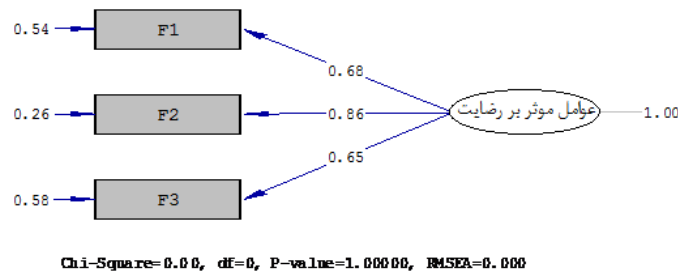 0.54
F1
0.68
0.26
F2
0.86
عوامل موثر بر رضایت
1.00
0.65
0.58
F3
Chi-Square=0.00, df=0, P-value=1.00000, RMSEA=0.000